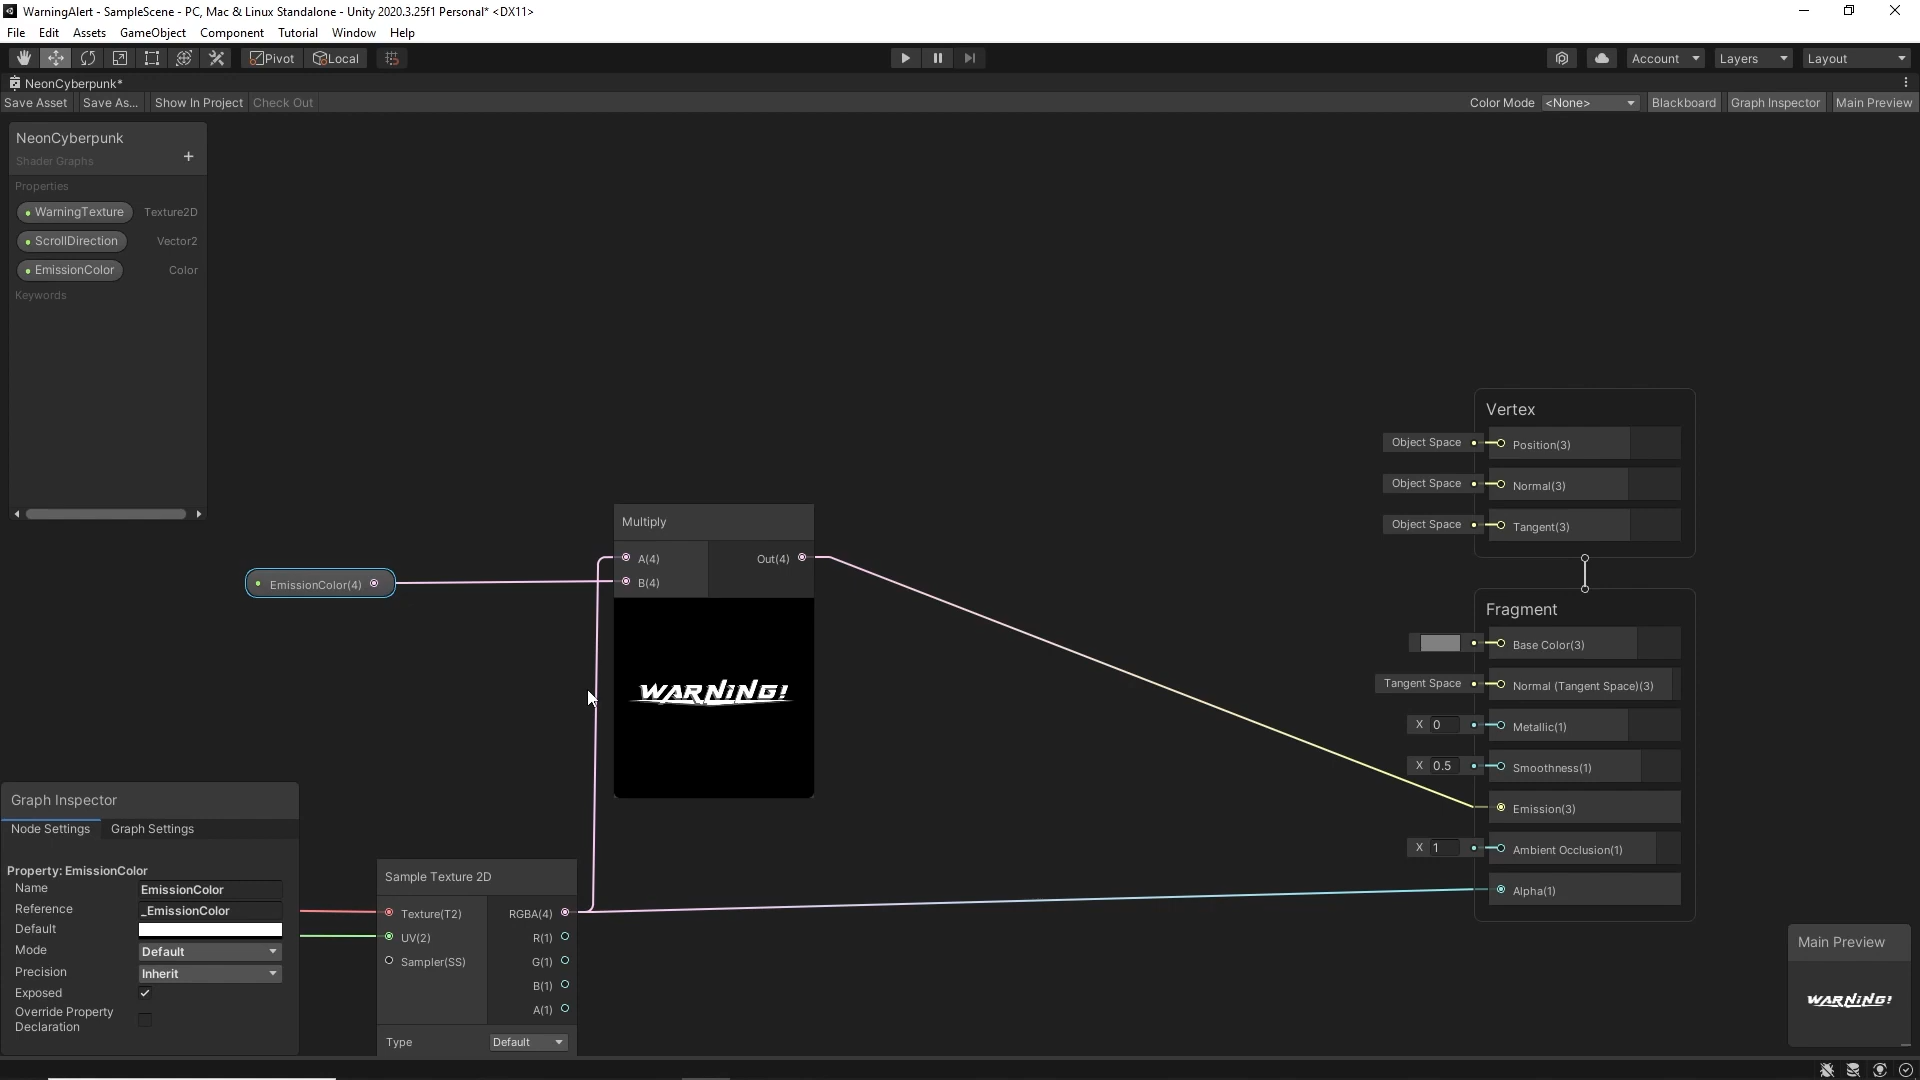 WarningAlert - SampleScene - PC, Mac & Linux Standalone - Unity 2020.3.25f1 Personal* <DX11>
File Edit Assets GameObject Component Tutorial Window Help
Pivot Local Account Layers Layout
NeonCyberpunk*
Save Asset Save As... Show In Project Check Out Color Mode <None> Blackboard Graph Inspector Main Preview
NeonCyberpunk
Shader Graphs
+
Properties
WarningTexture Texture2D
ScrollDirection Vector2
EmissionColor Color
Keywords
EmissionColor(4)
Multiply
A(4) Out(4)
B(4)
WARNING!
Vertex
Object Space Position(3)
Object Space Normal(3)
Object Space Tangent(3)
Fragment
Base Color(3)
Tangent Space Normal (Tangent Space)(3)
X 0 Metallic(1)
X 0.5 Smoothness(1)
Emission(3)
X 1 Ambient Occlusion(1)
Alpha(1)
Graph Inspector
Node Settings Graph Settings
Property: EmissionColor
Name EmissionColor
Reference _EmissionColor
Default
Mode Default
Precision Inherit
Exposed
Override Property
Declaration
Sample Texture 2D
Texture(T2) RGBA(4)
UV(2) R(1)
Sampler(SS) G(1)
B(1)
A(1)
Type Default
Main Preview
WARNING!